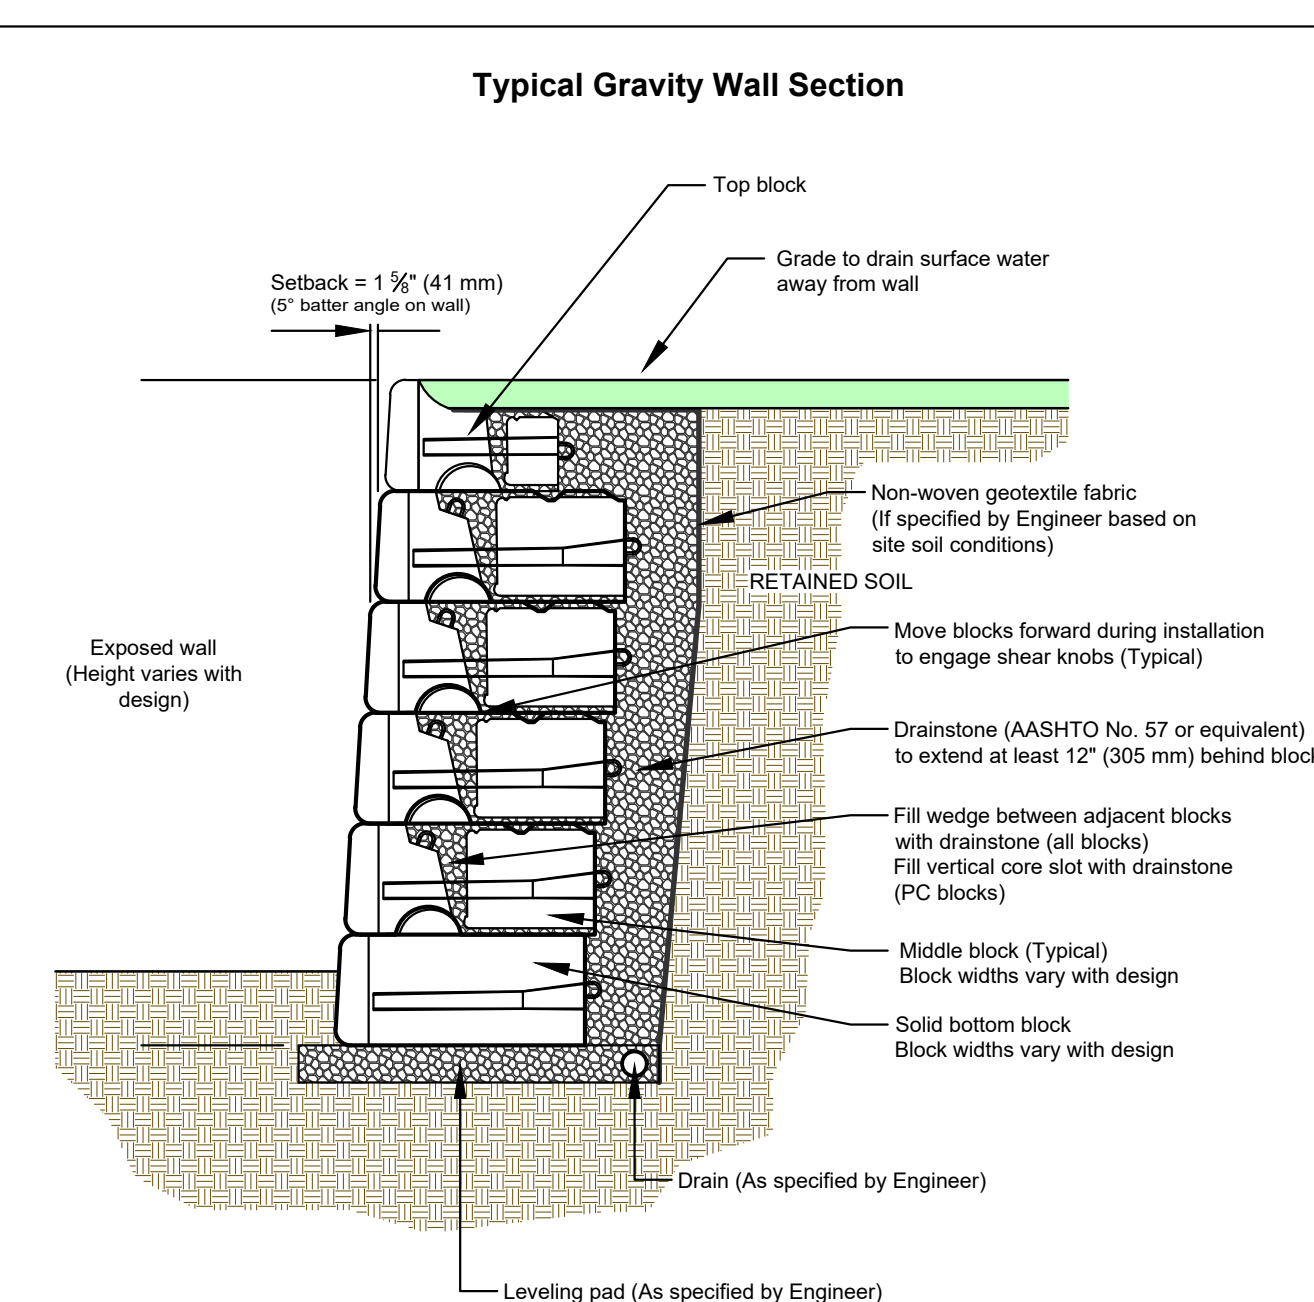 Typical Gravity Wall Section
Top block
Grade to drain surface water
away from wall
Setback = 1 ⅝" (41 mm)
(5° batter angle on wall)
Non-woven geotextile fabric
(If specified by Engineer based on
site soil conditions)
RETAINED SOIL
Move blocks forward during installation
to engage shear knobs (Typical)
Exposed wall
(Height varies with
design)
Drainstone (AASHTO No. 57 or equivalent)
to extend at least 12" (305 mm) behind block
Fill wedge between adjacent blocks
with drainstone (all blocks)
Fill vertical core slot with drainstone
(PC blocks)
Middle block (Typical)
Block widths vary with design
Solid bottom block
Block widths vary with design
Drain (As specified by Engineer)
Leveling pad (As specified by Engineer)